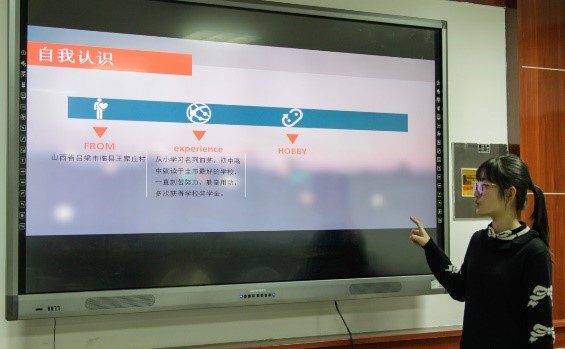 自我认识
FROM
experience
HOBBY
山西省吕梁市临县玉家庄村
从小学习名列前茅，初中高
中就读于全市最好的学校，
一直刻苦努力，勤奋用功，
多次获得学校奖学金。